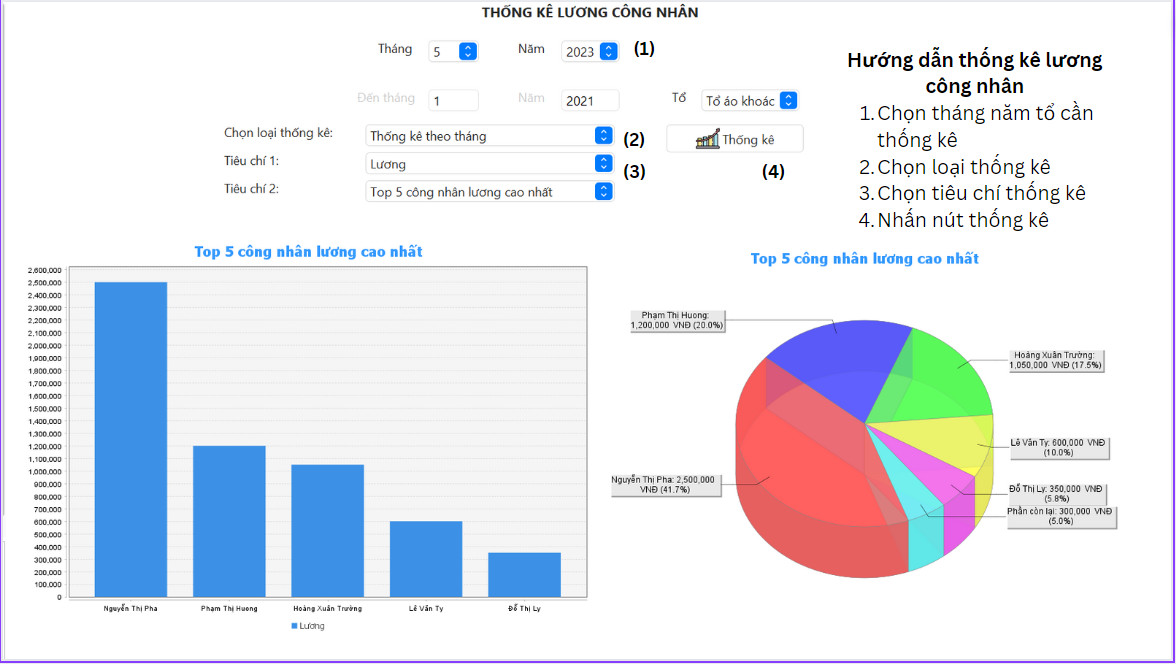 THỐNG KÊ LƯƠNG CÔNG NHÂN
Tháng 5 Năm 2023 (1)
Đến tháng 1 Năm 2021 Tổ Tổ áo khoác
Chọn loại thống kê: Thống kê theo tháng (2) Thống kê
Tiêu chí 1: Lương (3) (4)
Tiêu chí 2: Top 5 công nhân lương cao nhất
Hướng dẫn thống kê lương
công nhân
1. Chọn tháng năm tổ cần
thống kê
2. Chọn loại thống kê
3. Chọn tiêu chí thống kê
4. Nhấn nút thống kê
Top 5 công nhân lương cao nhất
2,600,000
2,500,000
2,400,000
2,300,000
2,200,000
2,100,000
2,000,000
1,900,000
1,800,000
1,700,000
1,600,000
1,500,000
1,400,000
1,300,000
1,200,000
1,100,000
1,000,000
900,000
800,000
700,000
600,000
500,000
400,000
300,000
200,000
100,000
0
Nguyễn Thị Pha Phạm Thị Huong Hoàng Xuân Trường Lê Văn Ty Đỗ Thị Ly
Lương
Top 5 công nhân lương cao nhất
Phạm Thị Huong:
1,200,000 VNĐ (20.0%)
Hoàng Xuân Trường:
1,050,000 VNĐ (17.5%)
Lê Văn Ty: 600,000 VNĐ
(10.0%)
Nguyễn Thị Pha: 2,500,000
VNĐ (41.7%)
Đỗ Thị Ly: 350,000 VNĐ
(5.8%)
Phần còn lại: 300,000 VNĐ
(5.0%)